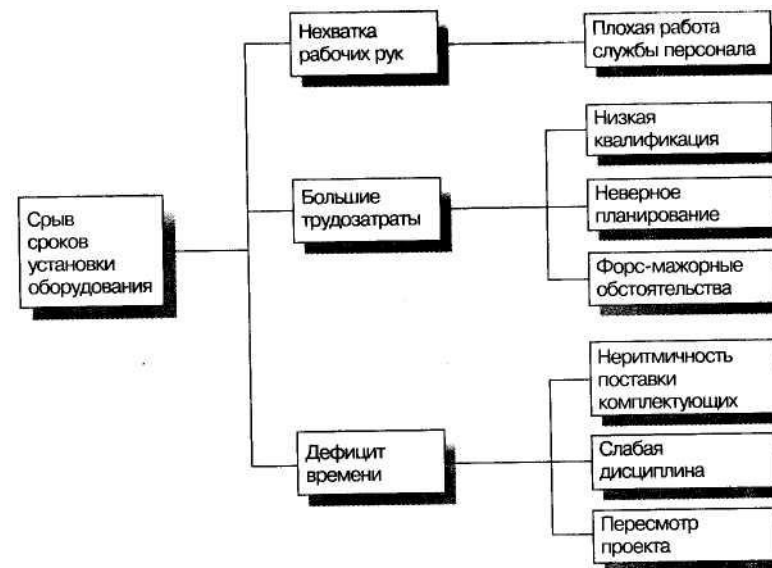 Нехватка
рабочих рук
Плохая работа
службы персонала
Низкая
квалификация
Большие
трудозатраты
Неверное
планирование
Срыв
сроков
установки
оборудования
Форс-мажорные
обстоятельства
Неритмичность
поставки
комплектующих
Дефицит
времени
Слабая
дисциплина
Пересмотр
проекта